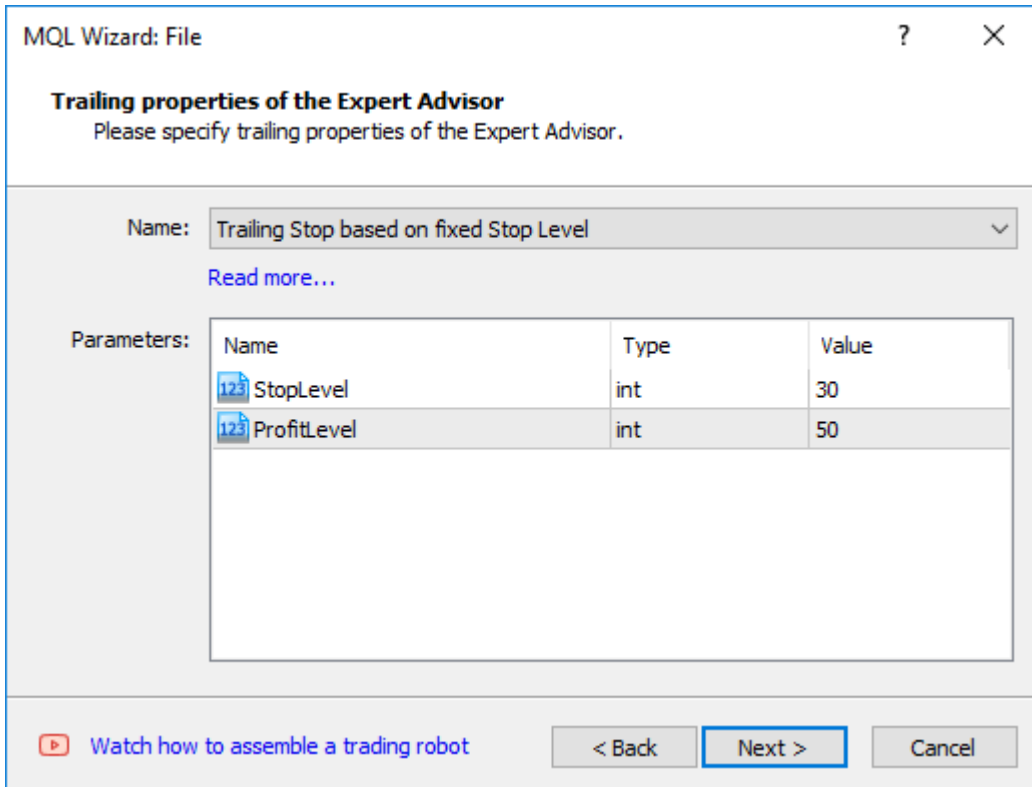 MQL Wizard: File ?
Trailing properties of the Expert Advisor
Please specify trailing properties of the Expert Advisor.
Name: Trailing Stop based on fixed Stop Level
Read more...
Parameters: Name Type Value
123 StopLevel int 30
123 ProfitLevel int 50
Watch how to assemble a trading robot < Back Next > Cancel